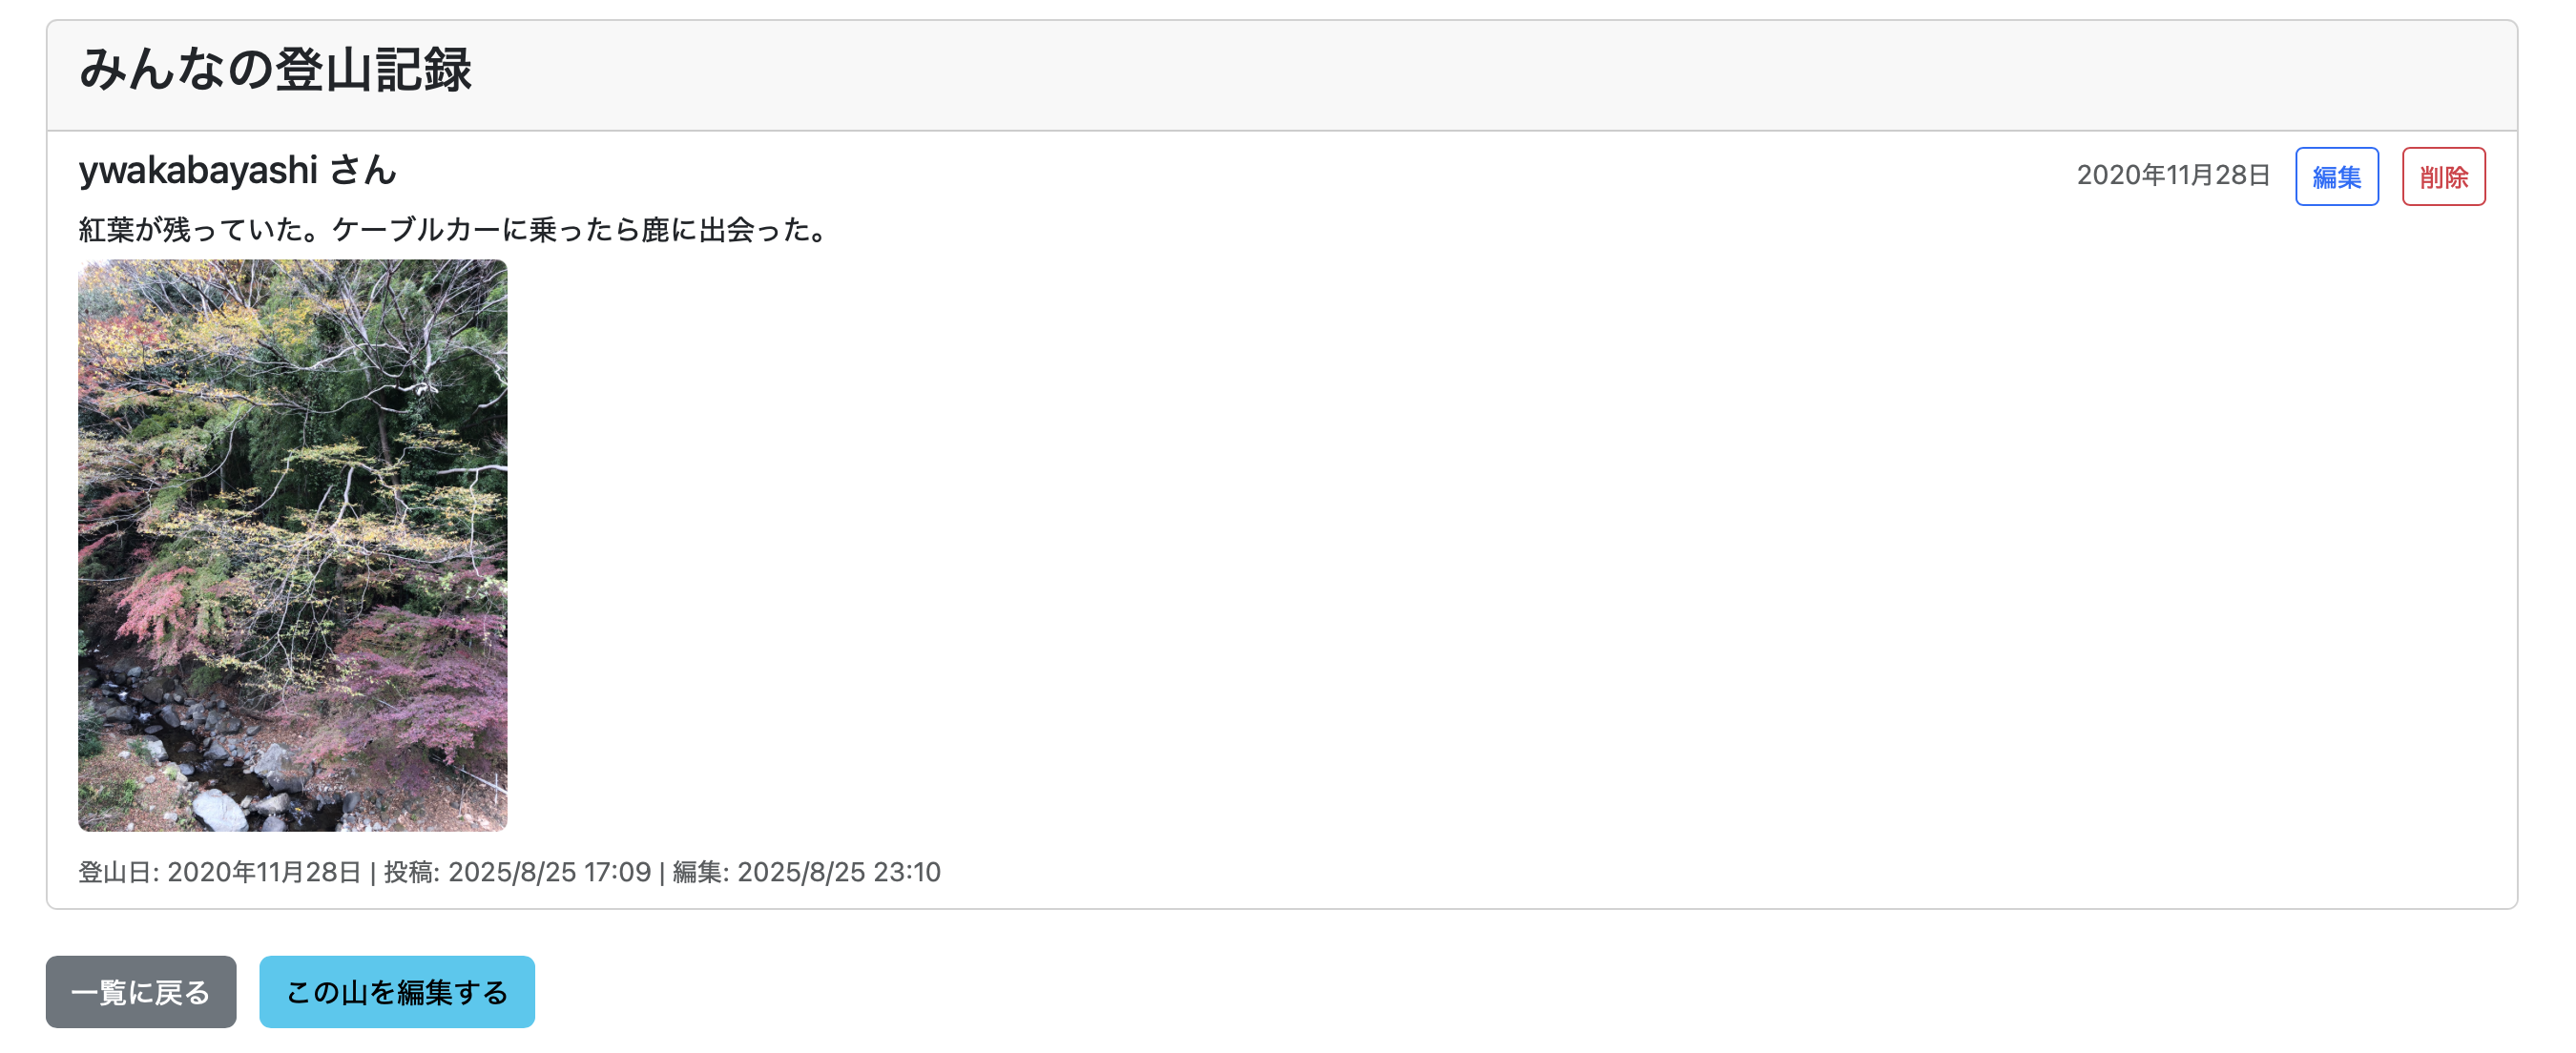 みんなの登山記録
ywakabayashi さん
2020年11月28日 編集 削除
紅葉が残っていた。ケーブルカーに乗ったら鹿に出会った。
登山日: 2020年11月28日 | 投稿: 2025/8/25 17:09 | 編集: 2025/8/25 23:10
一覧に戻る この山を編集する